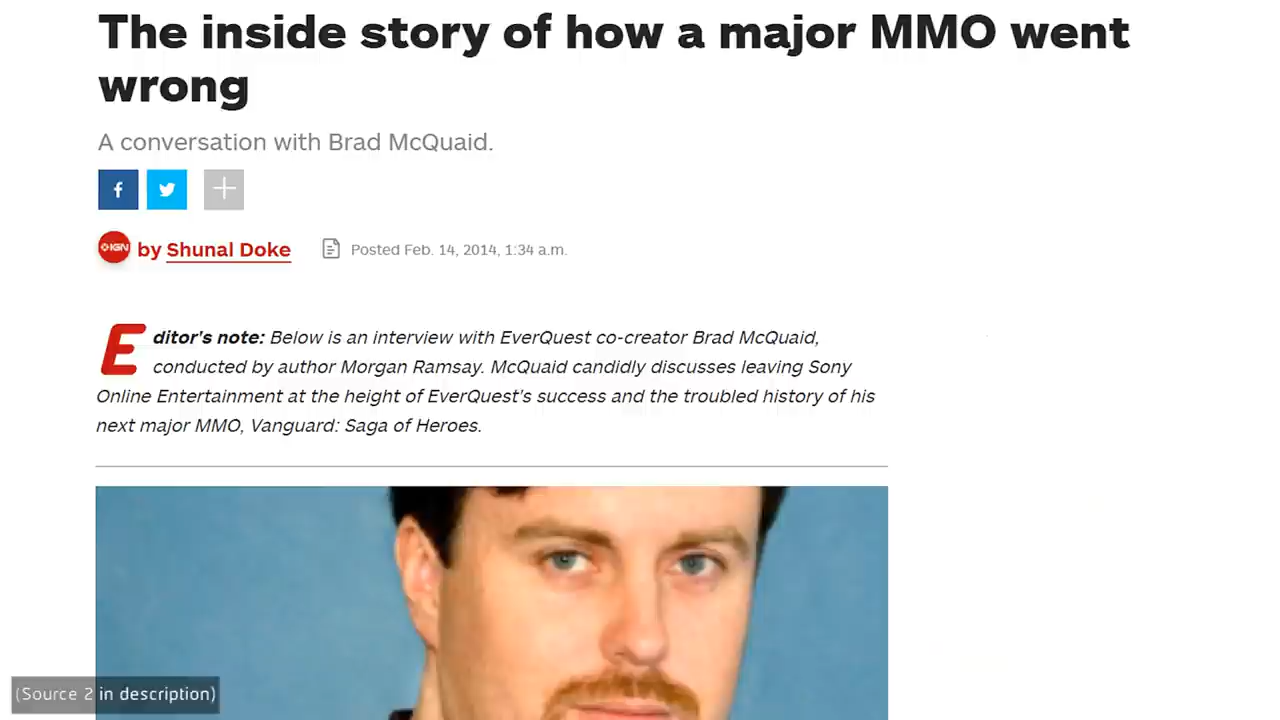 The inside story of how a major MMO went
wrong
A conversation with Brad McQuaid.
f
IGN by Shunal Doke Posted Feb. 14, 2014, 1:34 a.m.
Editor's note: Below is an interview with EverQuest co-creator Brad McQuaid,
conducted by author Morgan Ramsay. McQuaid candidly discusses leaving Sony
Online Entertainment at the height of EverQuest's success and the troubled history of his
next major MMO, Vanguard: Saga of Heroes.
(Source 2 in description)